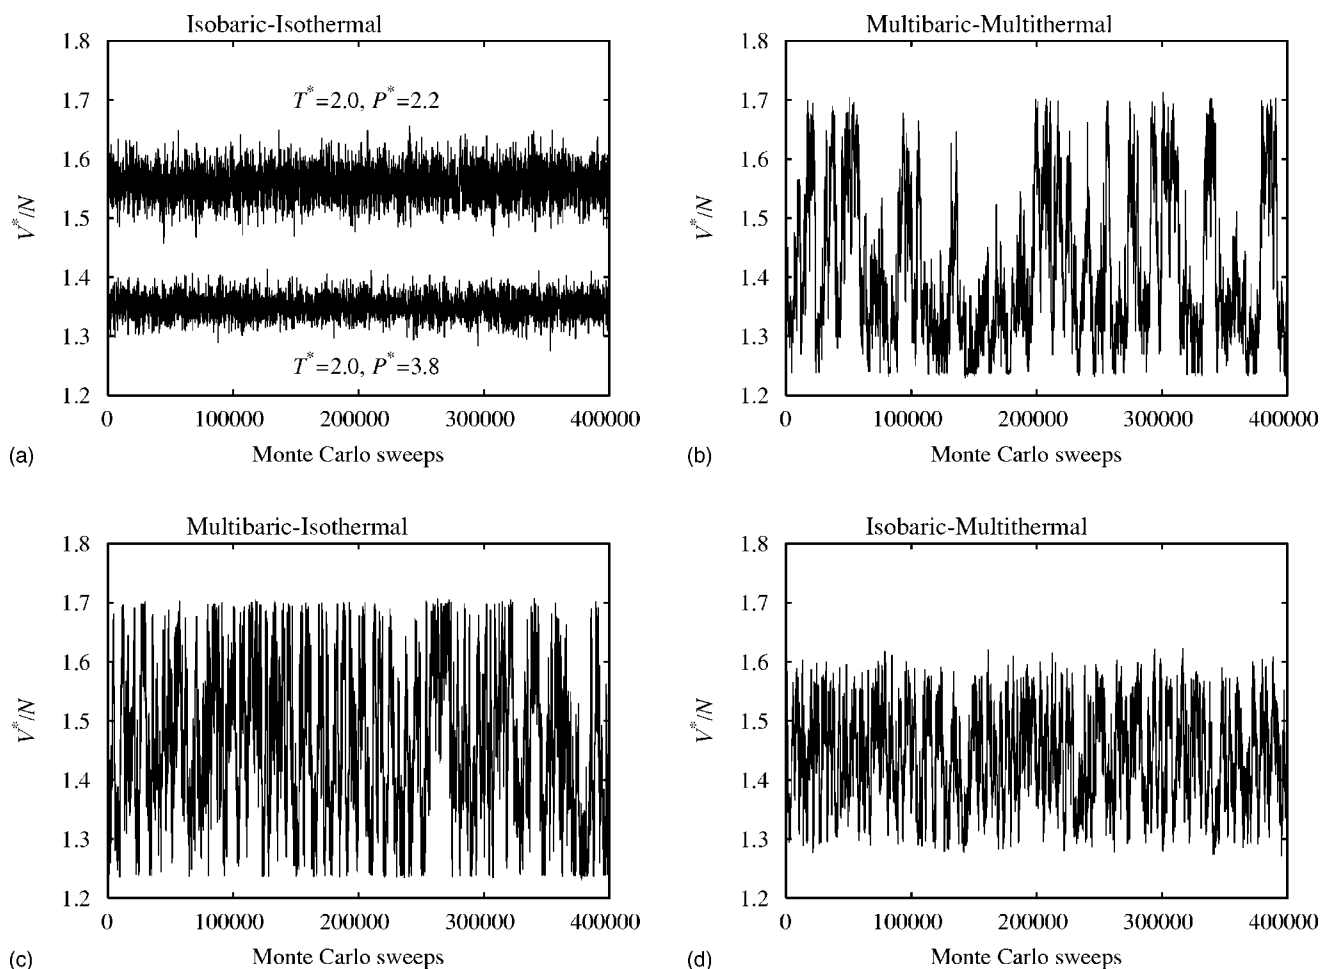 Isobaric-Isothermal
1.8
1.7
1.6
1.5
1.4
1.3
1.2
V*/N
T*=2.0, P*=2.2
T*=2.0, P*=3.8
0 100000 200000 300000 400000
(a) Monte Carlo sweeps
Multibaric-Multithermal
1.8
1.7
1.6
1.5
1.4
1.3
1.2
V*/N
0 100000 200000 300000 400000
(b) Monte Carlo sweeps
Multibaric-Isothermal
1.8
1.7
1.6
1.5
1.4
1.3
1.2
V*/N
0 100000 200000 300000 400000
(c) Monte Carlo sweeps
Isobaric-Multithermal
1.8
1.7
1.6
1.5
1.4
1.3
1.2
V*/N
0 100000 200000 300000 400000
(d) Monte Carlo sweeps